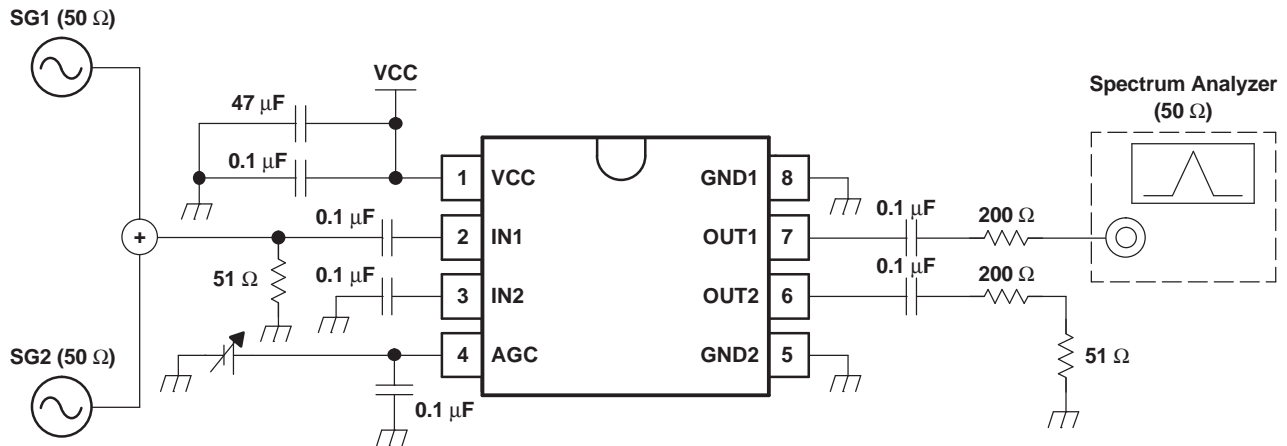 SG1 (50 Ω)
VCC
47 μF
0.1 μF
Spectrum Analyzer
(50 Ω)
1 VCC
GND1 8
0.1 μF
2 IN1
OUT1 7
0.1 μF
200 Ω
+
51 Ω
0.1 μF
3 IN2
OUT2 6
0.1 μF
200 Ω
SG2 (50 Ω)
4 AGC
GND2 5
51 Ω
0.1 μF